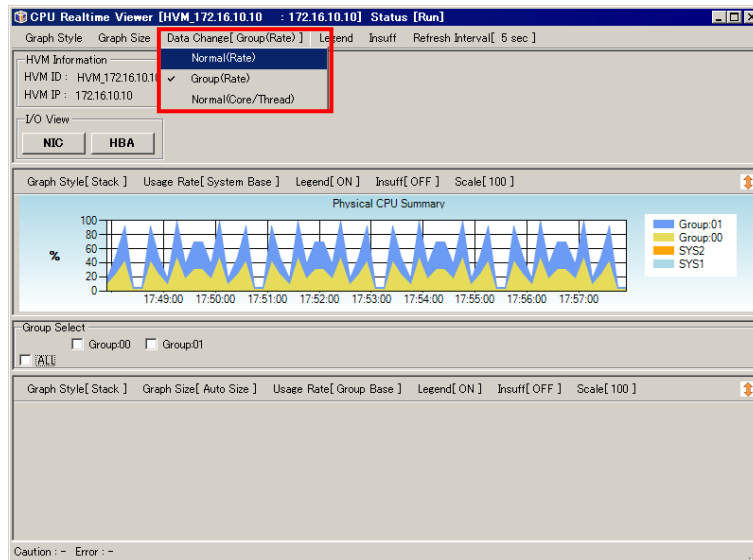 CPU Realtime Viewer [HVM_172.16.10.10 : 172.16.10.10] Status [Run]
Graph Style Graph Size Data Change[ Group(Rate) ] Legend Insuff Refresh Interval[ 5 sec ]
Normal(Rate)
Group(Rate)
Normal(Core/Thread)
HVM Information
HVM ID : HVM_172.16.10.10
HVM IP : 172.16.10.10
I/O View
NIC HBA
Graph Style[ Stack ] Usage Rate[ System Base ] Legend[ ON ] Insuff[ OFF ] Scale[ 100 ]
Physical CPU Summary
100
80
60
%
40
20
0
17:49:00 17:50:00 17:51:00 17:52:00 17:53:00 17:54:00 17:55:00 17:56:00 17:57:00
Group:01
Group:00
SYS2
SYS1
Group Select
Group:00 Group:01
ALL
Graph Style[ Stack ] Graph Size[ Auto Size ] Usage Rate[ Group Base ] Legend[ ON ] Insuff[ OFF ] Scale[ 100 ]
Caution : - Error : -